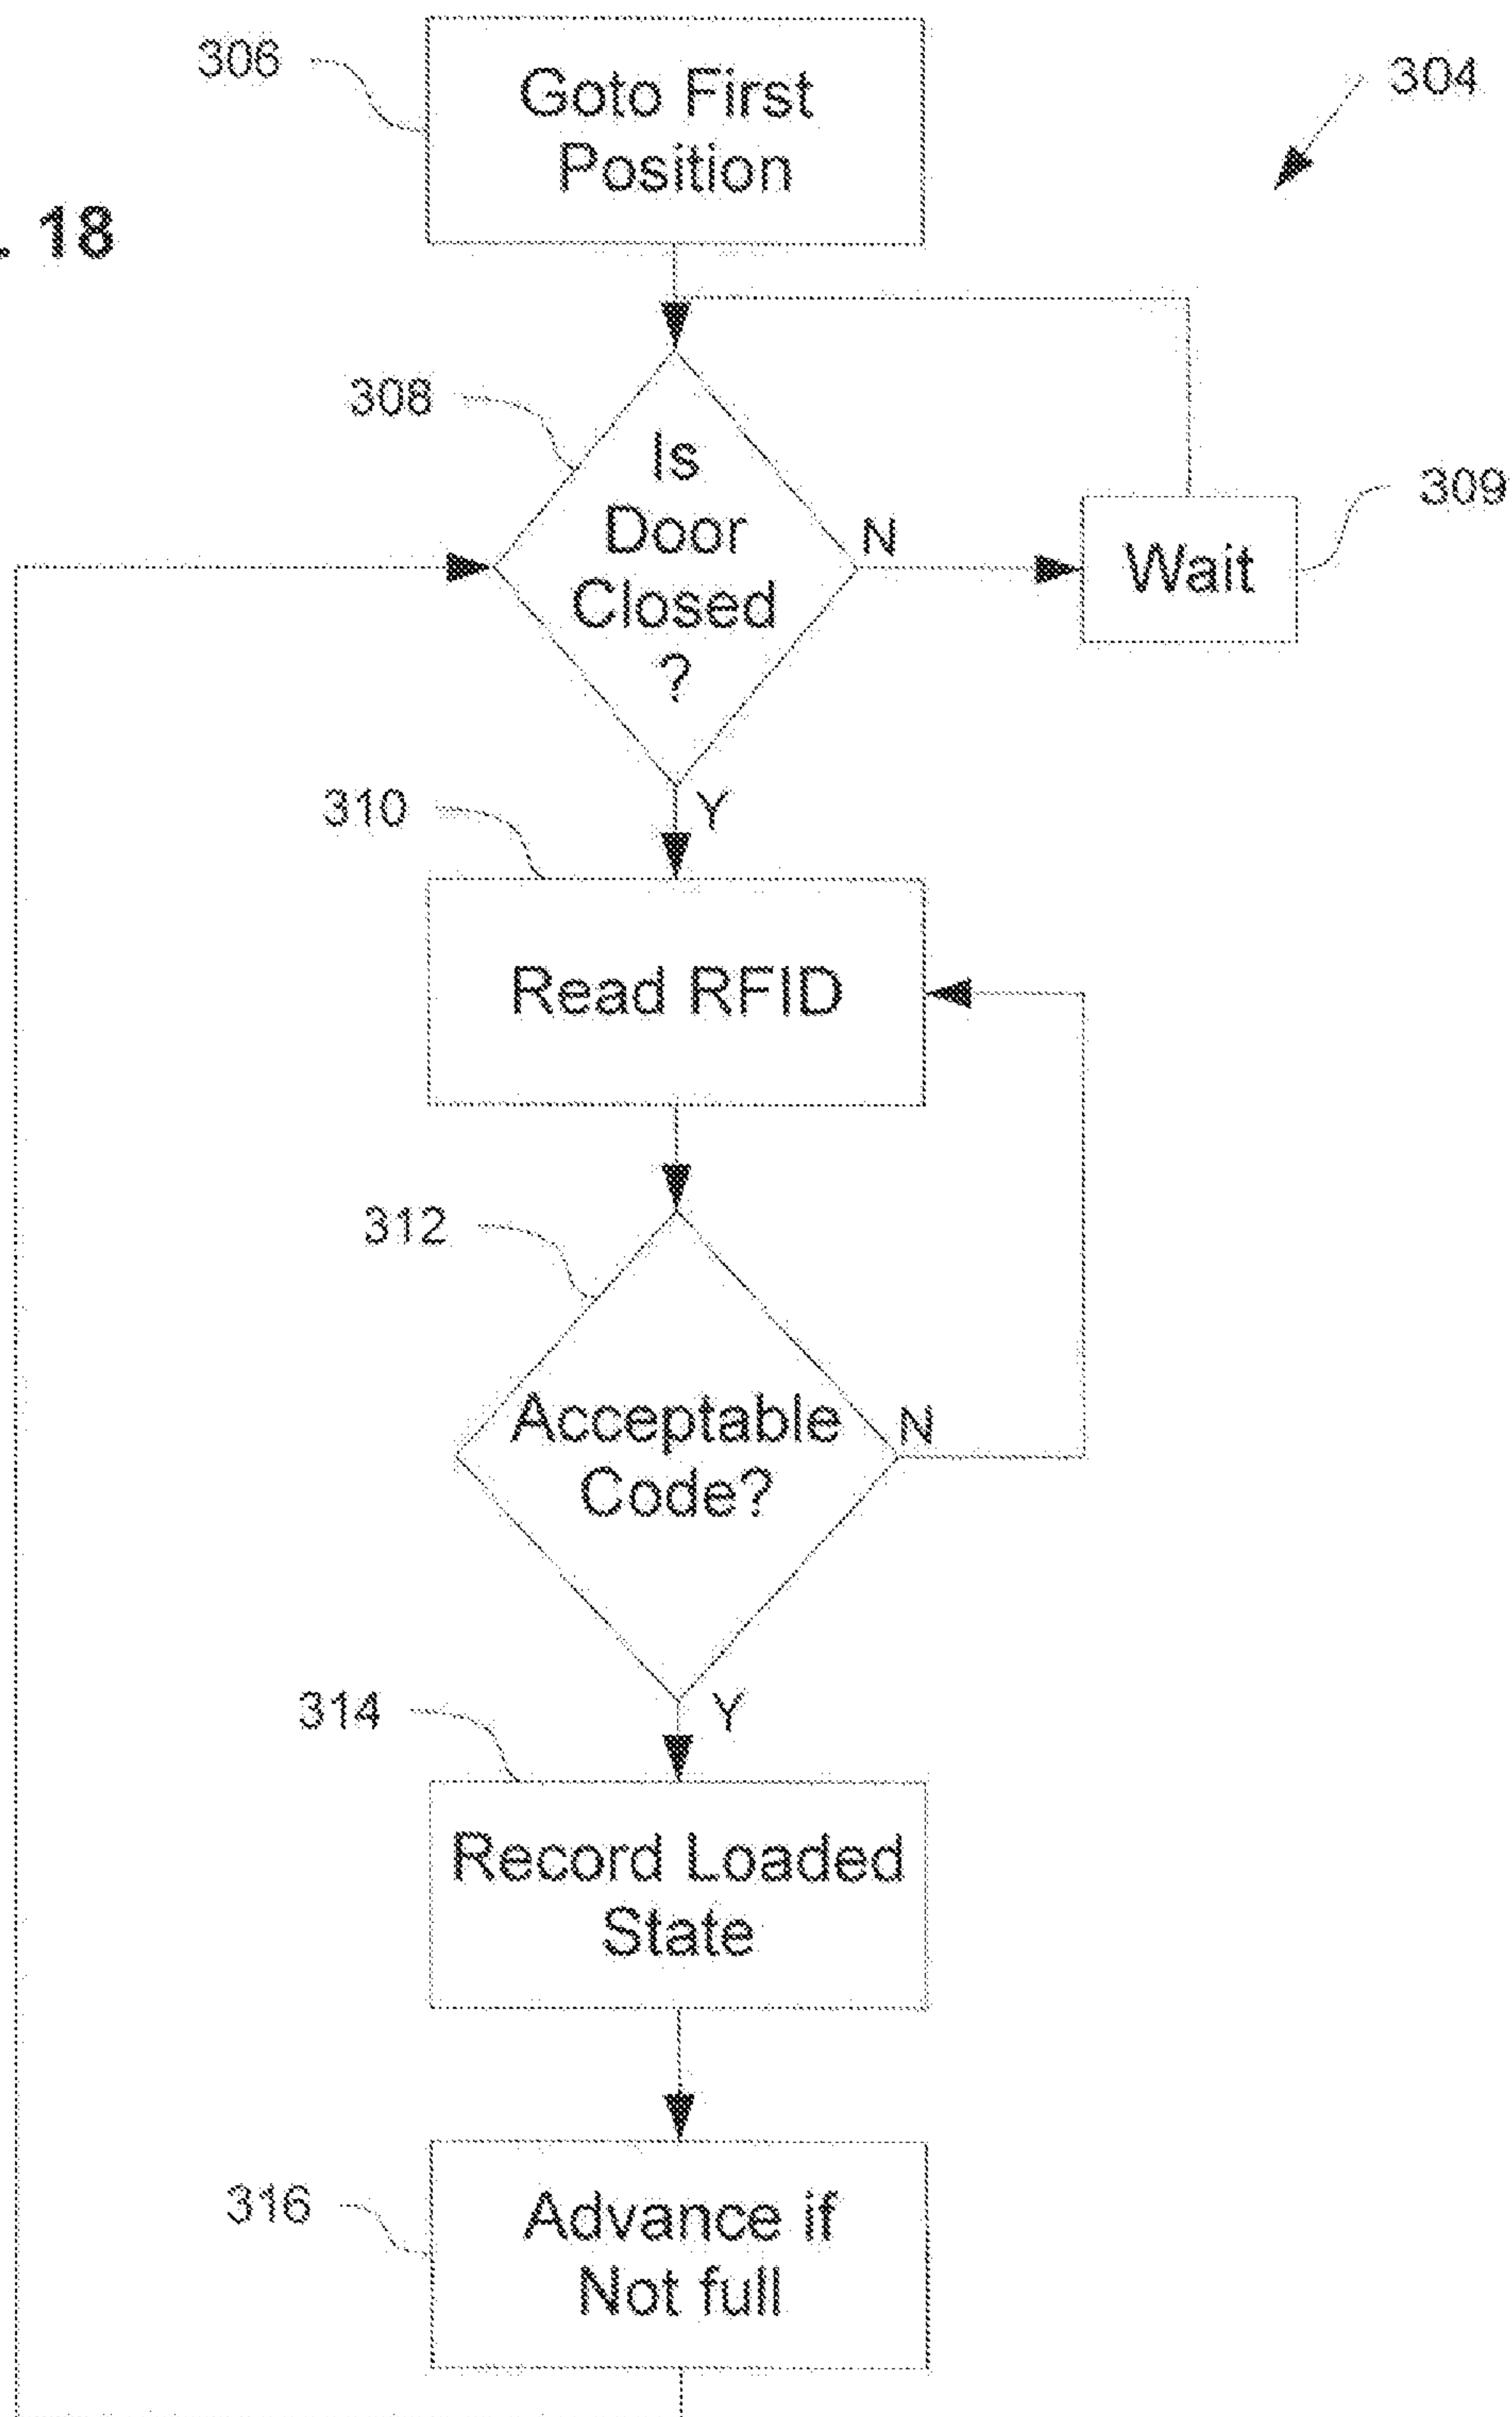 306
Goto First
Position
304
. 18
308
Is
Door
Closed
?
N
Wait
309
Y
310
Read RFID
312
Acceptable
Code?
N
Y
314
Record Loaded
State
316
Advance if
Not full